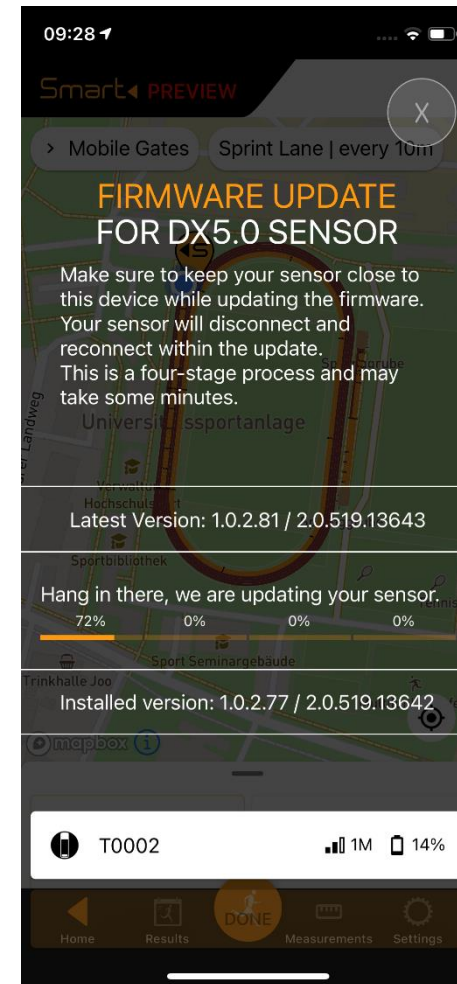 09:28
Smart PREVIEW
X
> Mobile Gates
Sprint Lane | every 10m
FIRMWARE UPDATE
FOR DX5.0 SENSOR
Make sure to keep your sensor close to
this device while updating the firmware.
Your sensor will disconnect and
reconnect within the update.
This is a four-stage process and may
take some minutes.
Landweg
Latest Version: 1.0.2.81 / 2.0.519.13643
Sportbibliothek
Hang in there, we are updating your sensor.
72% 0% 0% 0%
Sport Seminargebäude
Trinkhalle Joo
Installed version: 1.0.2.77 / 2.0.519.13642
mapbox
T0002 1M 14%
DONE
Home Results Measurements Settings